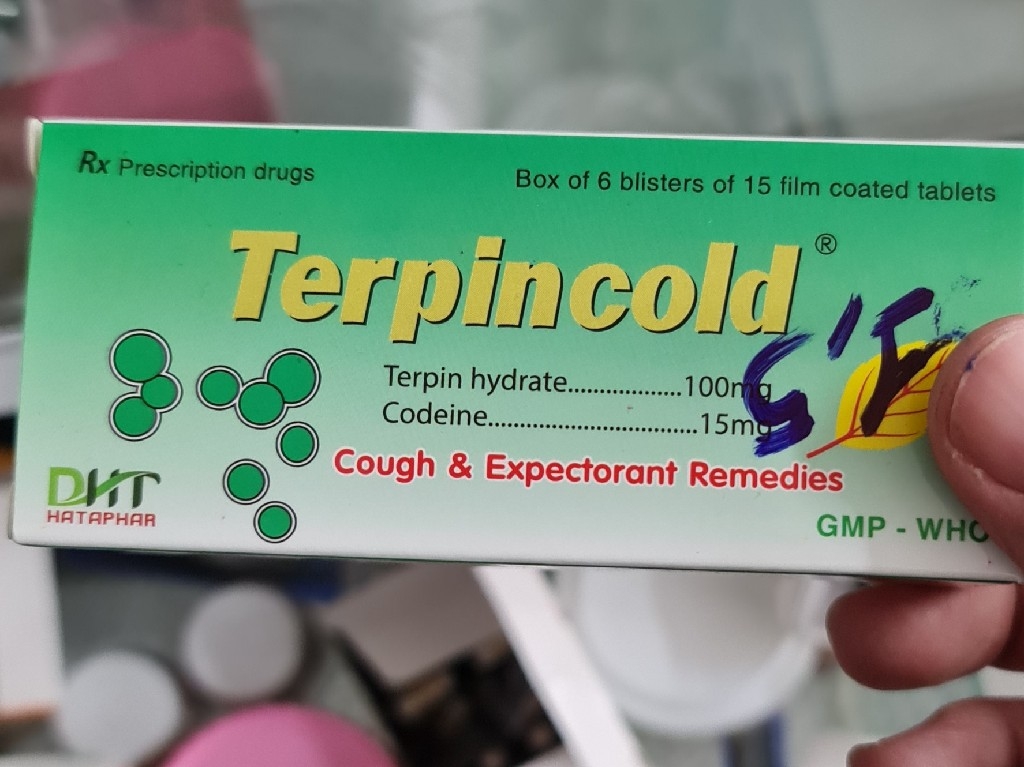 Rx Prescription drugs
Box of 6 blisters of 15 film coated tablets
Terpincold®
Terpin hydrate.................100mg
Codeine.................................15mg
Cough & Expectorant Remedies
DHT
HATAPHAR
GMP - WHO